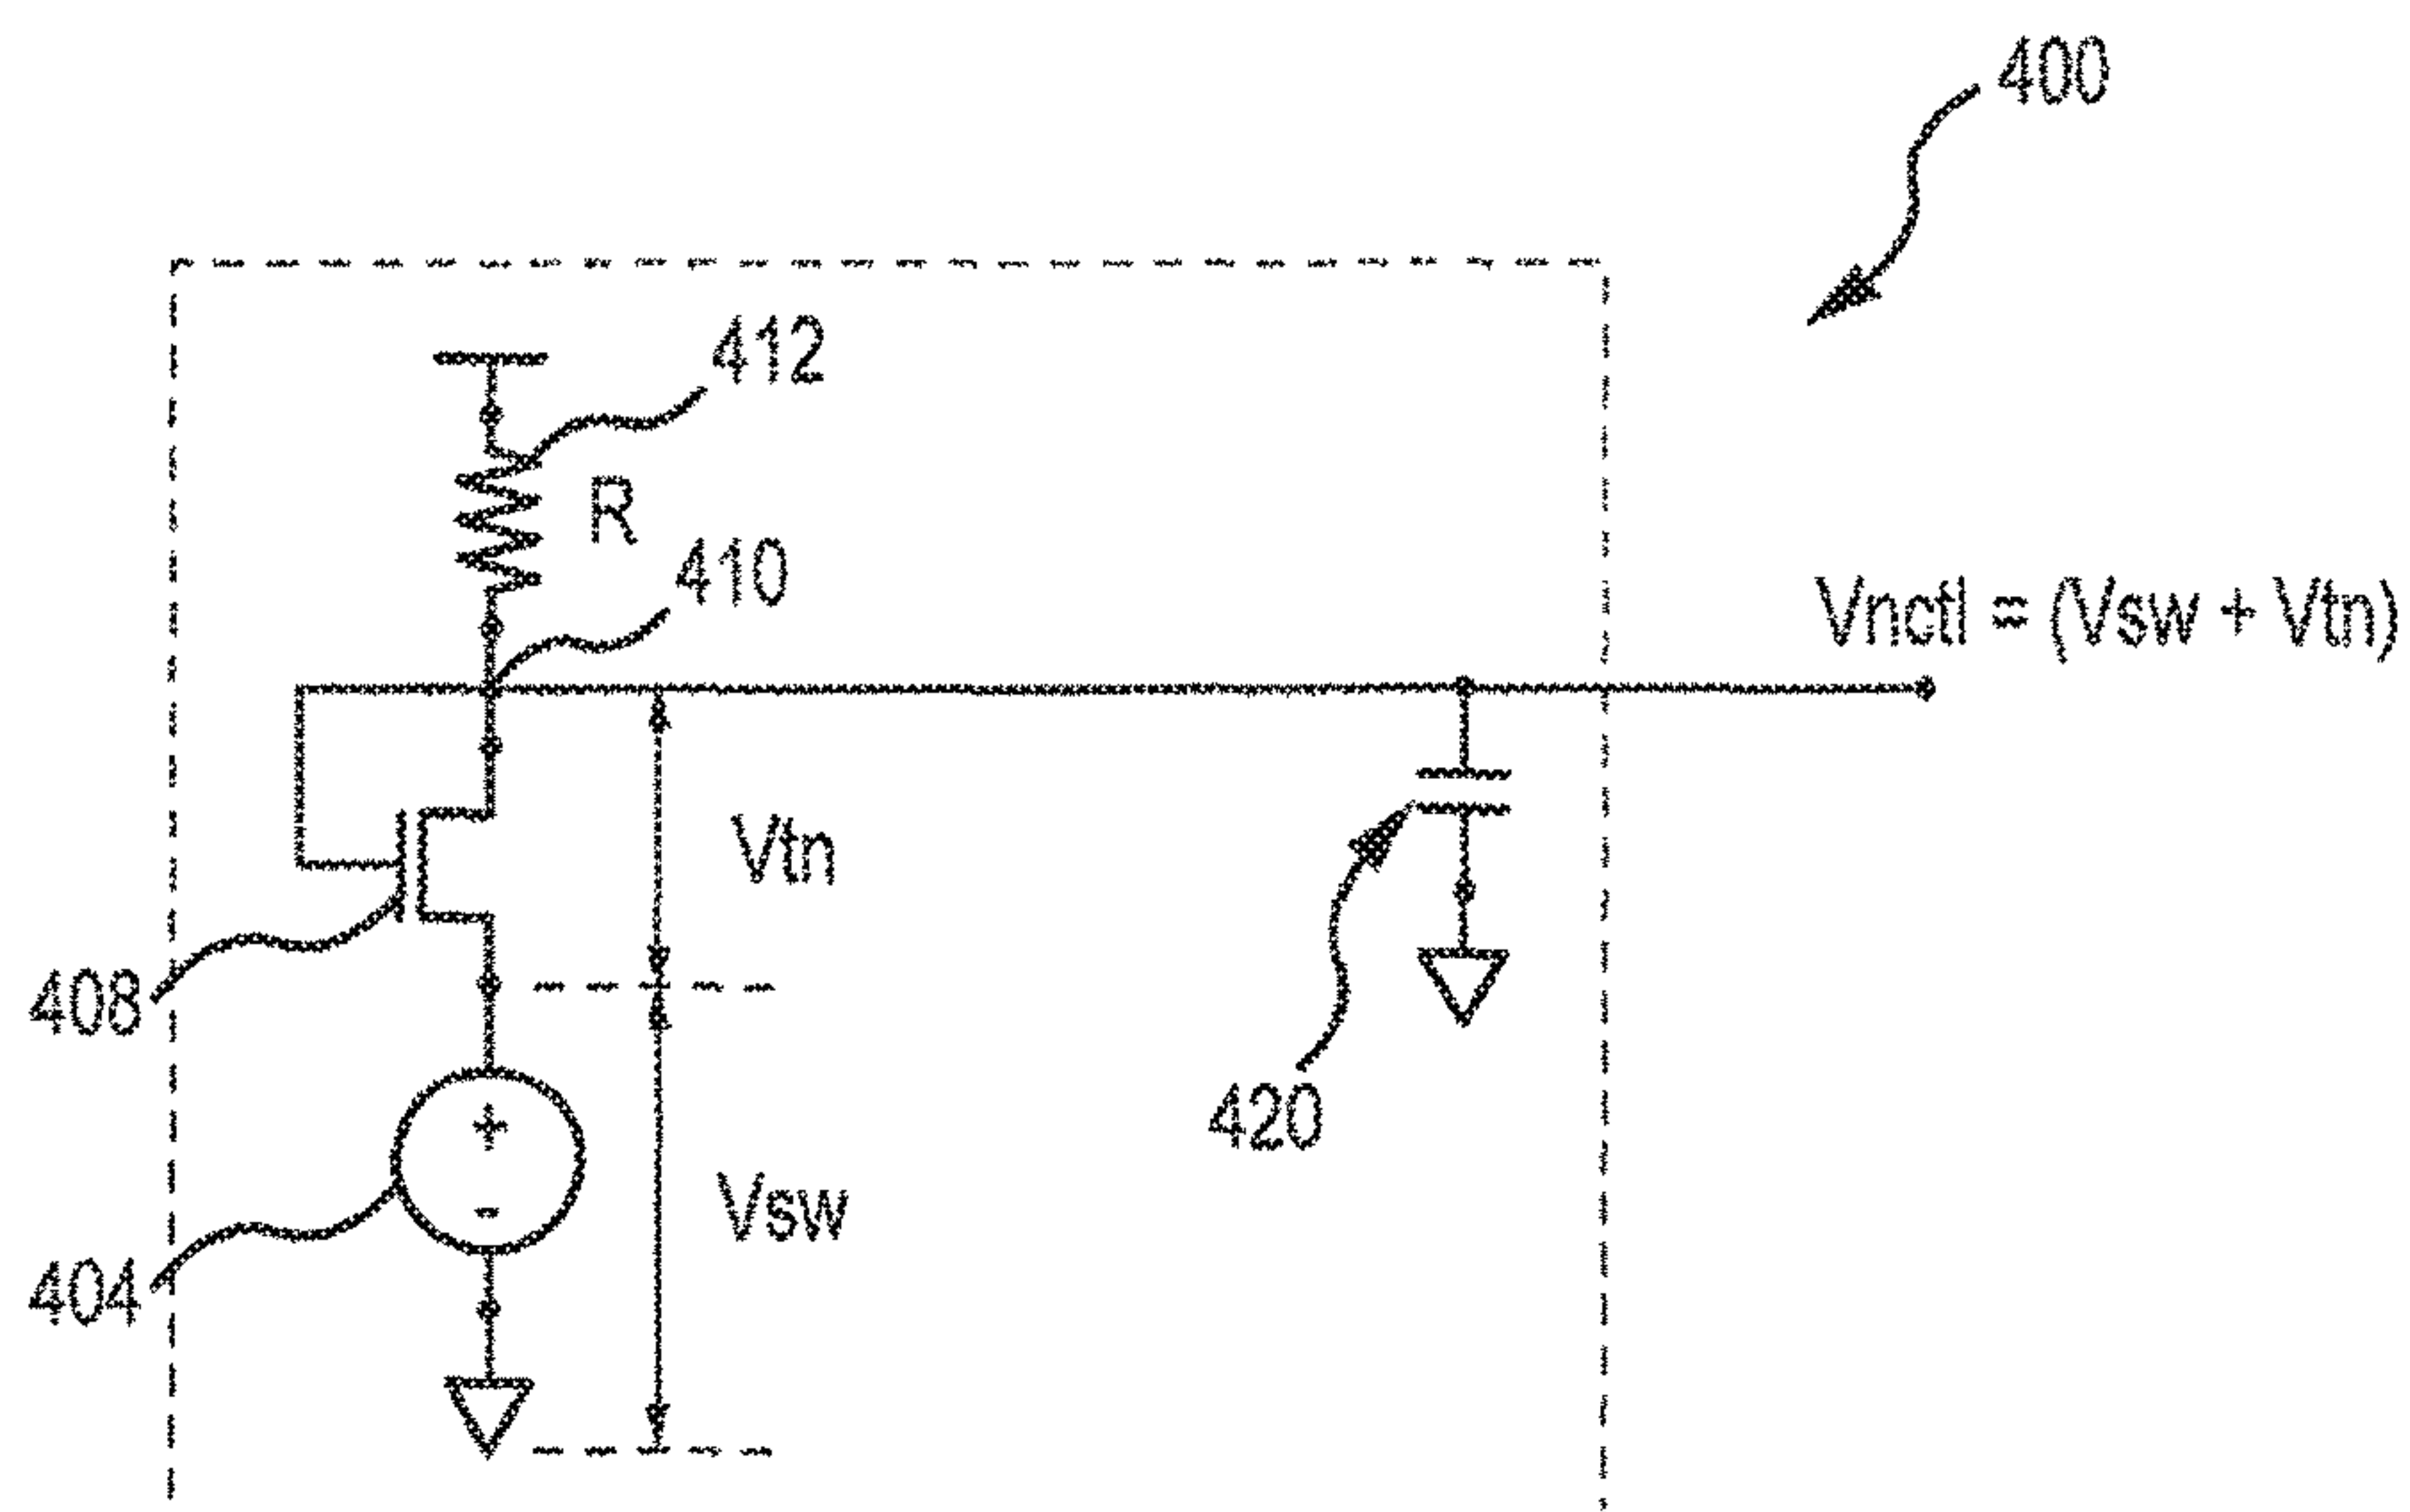 400
412
R
410
Vnctl = (Vsw + Vtn)
Vtn
408
+
-
Vsw
420
404